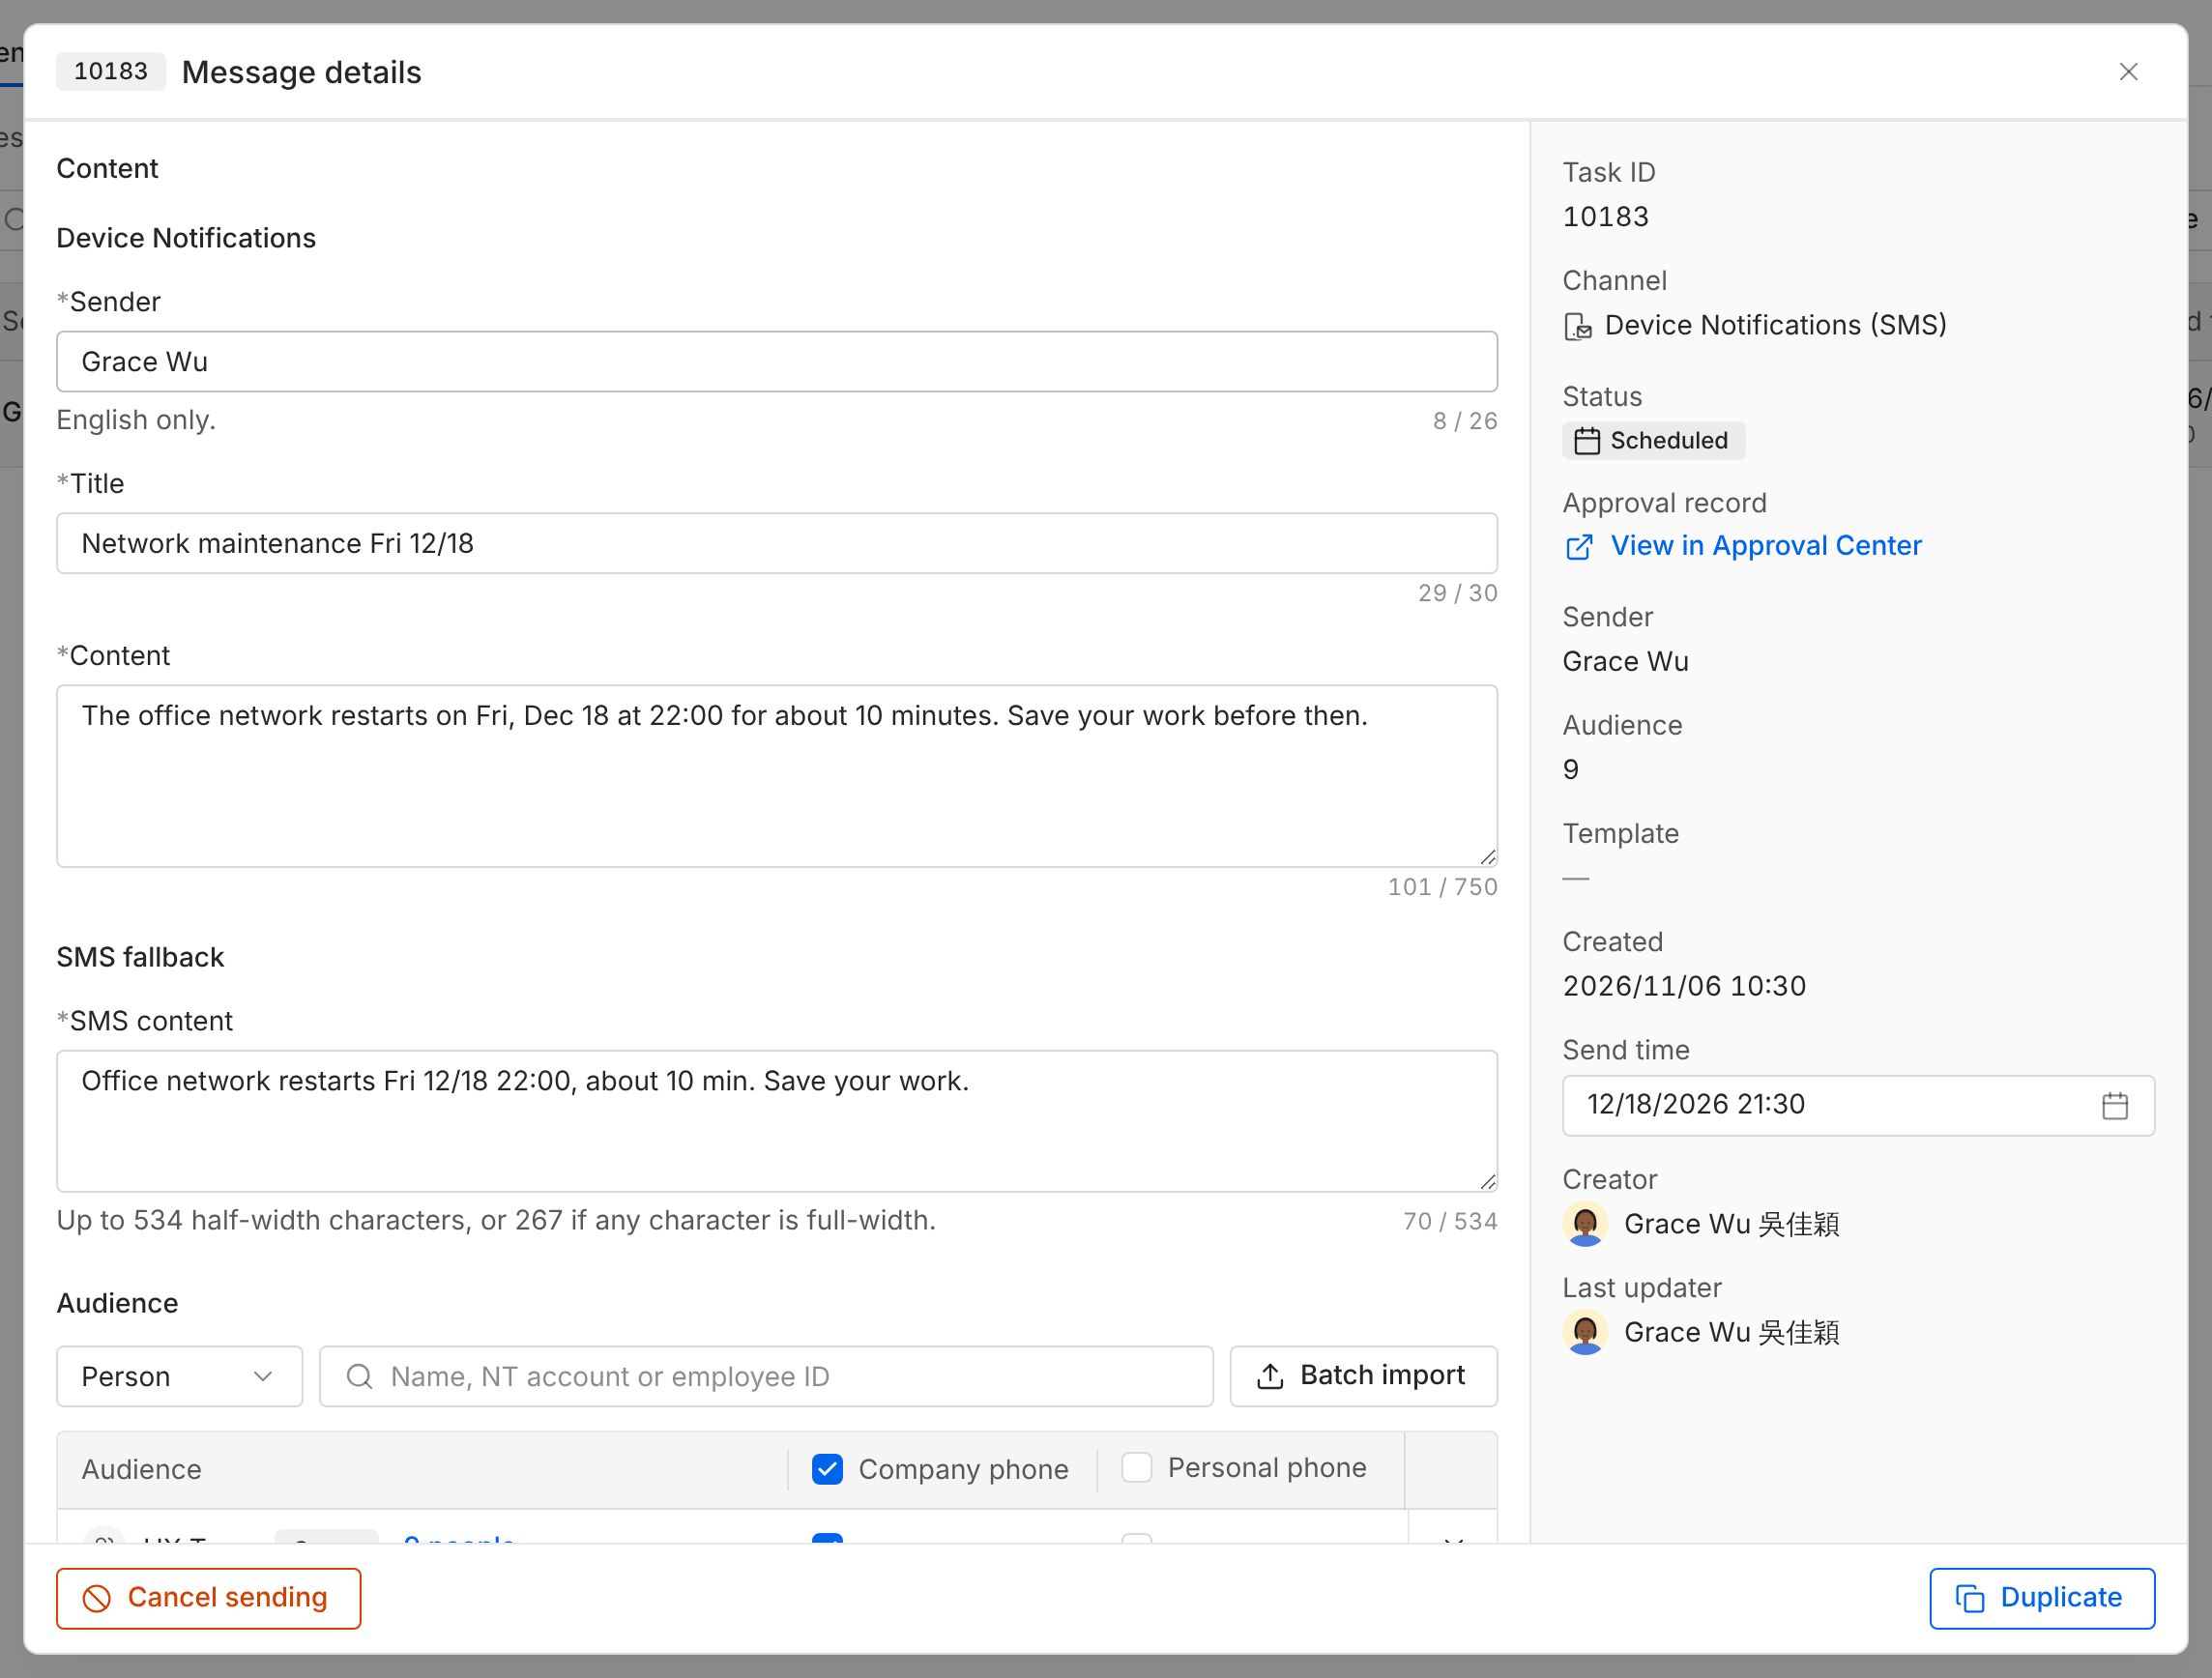 10183 Message details
Content
Device Notifications
*Sender
Grace Wu
English only.
8 / 26
*Title
Network maintenance Fri 12/18
29 / 30
*Content
The office network restarts on Fri, Dec 18 at 22:00 for about 10 minutes. Save your work before then.
101 / 750
SMS fallback
*SMS content
Office network restarts Fri 12/18 22:00, about 10 min. Save your work.
Up to 534 half-width characters, or 267 if any character is full-width.
70 / 534
Audience
Person
Name, NT account or employee ID
Batch import
Audience
Company phone
Personal phone
Task ID
10183
Channel
Device Notifications (SMS)
Status
Scheduled
Approval record
View in Approval Center
Sender
Grace Wu
Audience
9
Template
—
Created
2026/11/06 10:30
Send time
12/18/2026 21:30
Creator
Grace Wu 吳佳穎
Last updater
Grace Wu 吳佳穎
Cancel sending
Duplicate